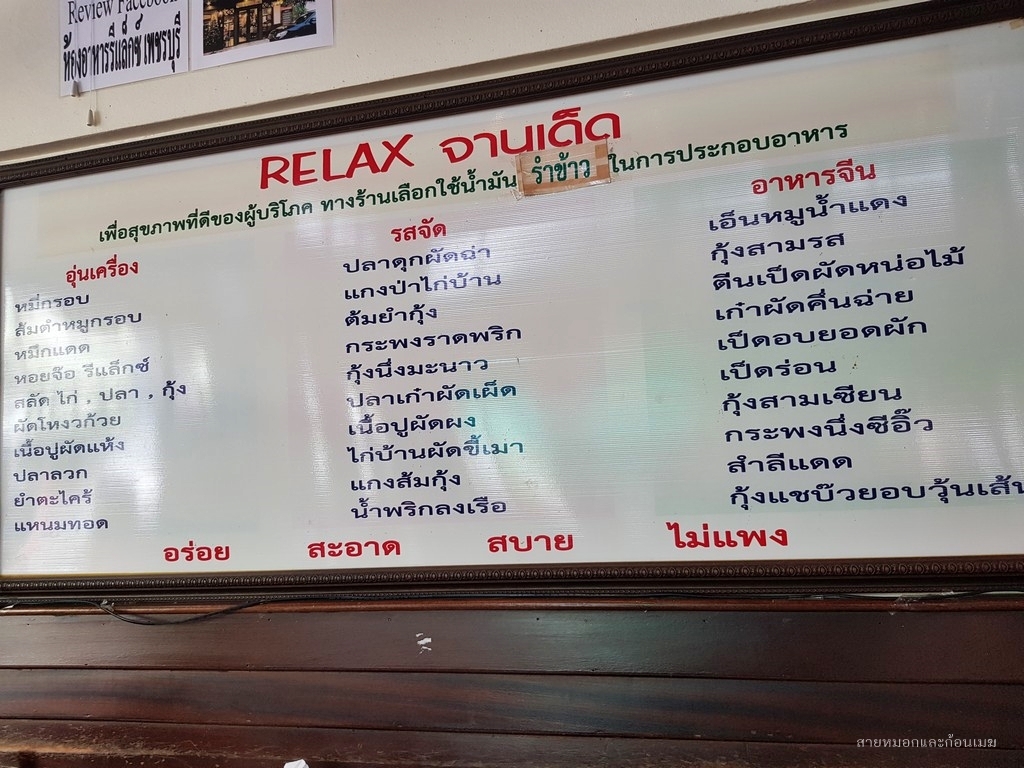 Review Facebook
ห้องอาหารรีแล็กซ์ เพชรบุรี
RELAX จานเด็ด
เพื่อสุขภาพที่ดีของผู้บริโภค ทางร้านเลือกใช้น้ำมัน รำข้าว ในการประกอบอาหาร
อุ่นเครื่อง
หมี่กรอบ
ส้มตำหมูกรอบ
หมึกแดด
หอยจ๊อ รีแล็กซ์
สลัด ไก่ , ปลา , กุ้ง
ผัดโหงวก้วย
เนื้อปูผัดแห้ง
ปลาลวก
ยำตะไคร้
แหนมทอด
รสจัด
ปลาดุกผัดฉ่า
แกงป่าไก่บ้าน
ต้มยำกุ้ง
กระพงราดพริก
กุ้งนึ่งมะนาว
ปลาเก๋าผัดเผ็ด
เนื้อปูผัดผง
ไก่บ้านผัดขี้เมา
แกงส้มกุ้ง
น้ำพริกลงเรือ
อาหารจีน
เอ็นหมูน้ำแดง
กุ้งสามรส
ตีนเป็ดผัดหน่อไม้
เก๋าผัดคื่นฉ่าย
เป็ดอบยอดผัก
เป็ดร่อน
กุ้งสามเซียน
กระพงนึ่งซีอิ๊ว
สำลีแดด
กุ้งแชบ๊วยอบวุ้นเส้น
อร่อย สะอาด สบาย ไม่แพง
สายหมอกและก้อนเมฆ